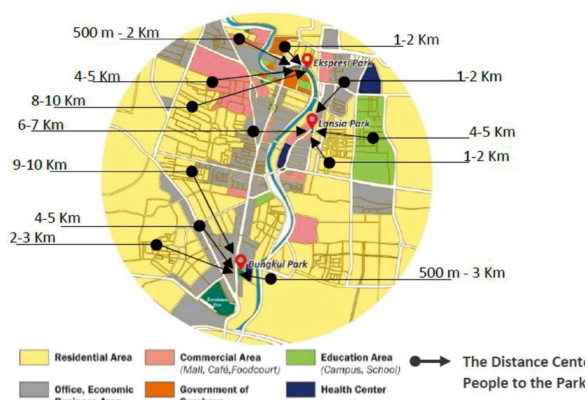 500 m - 2 Km
1-2 Km
Ekspresi Park
4-5 Km
1-2 Km
8-10 Km
Lansia Park
6-7 Km
4-5 Km
1-2 Km
9-10 Km
4-5 Km
2-3 Km
Bungkul Park
500 m - 3 Km
Residential Area
Commercial Area
(Mall, Café,Foodcourt)
Education Area
(Campus, School)
The Distance Cente
People to the Park
Office, Economic
Government of
Health Center